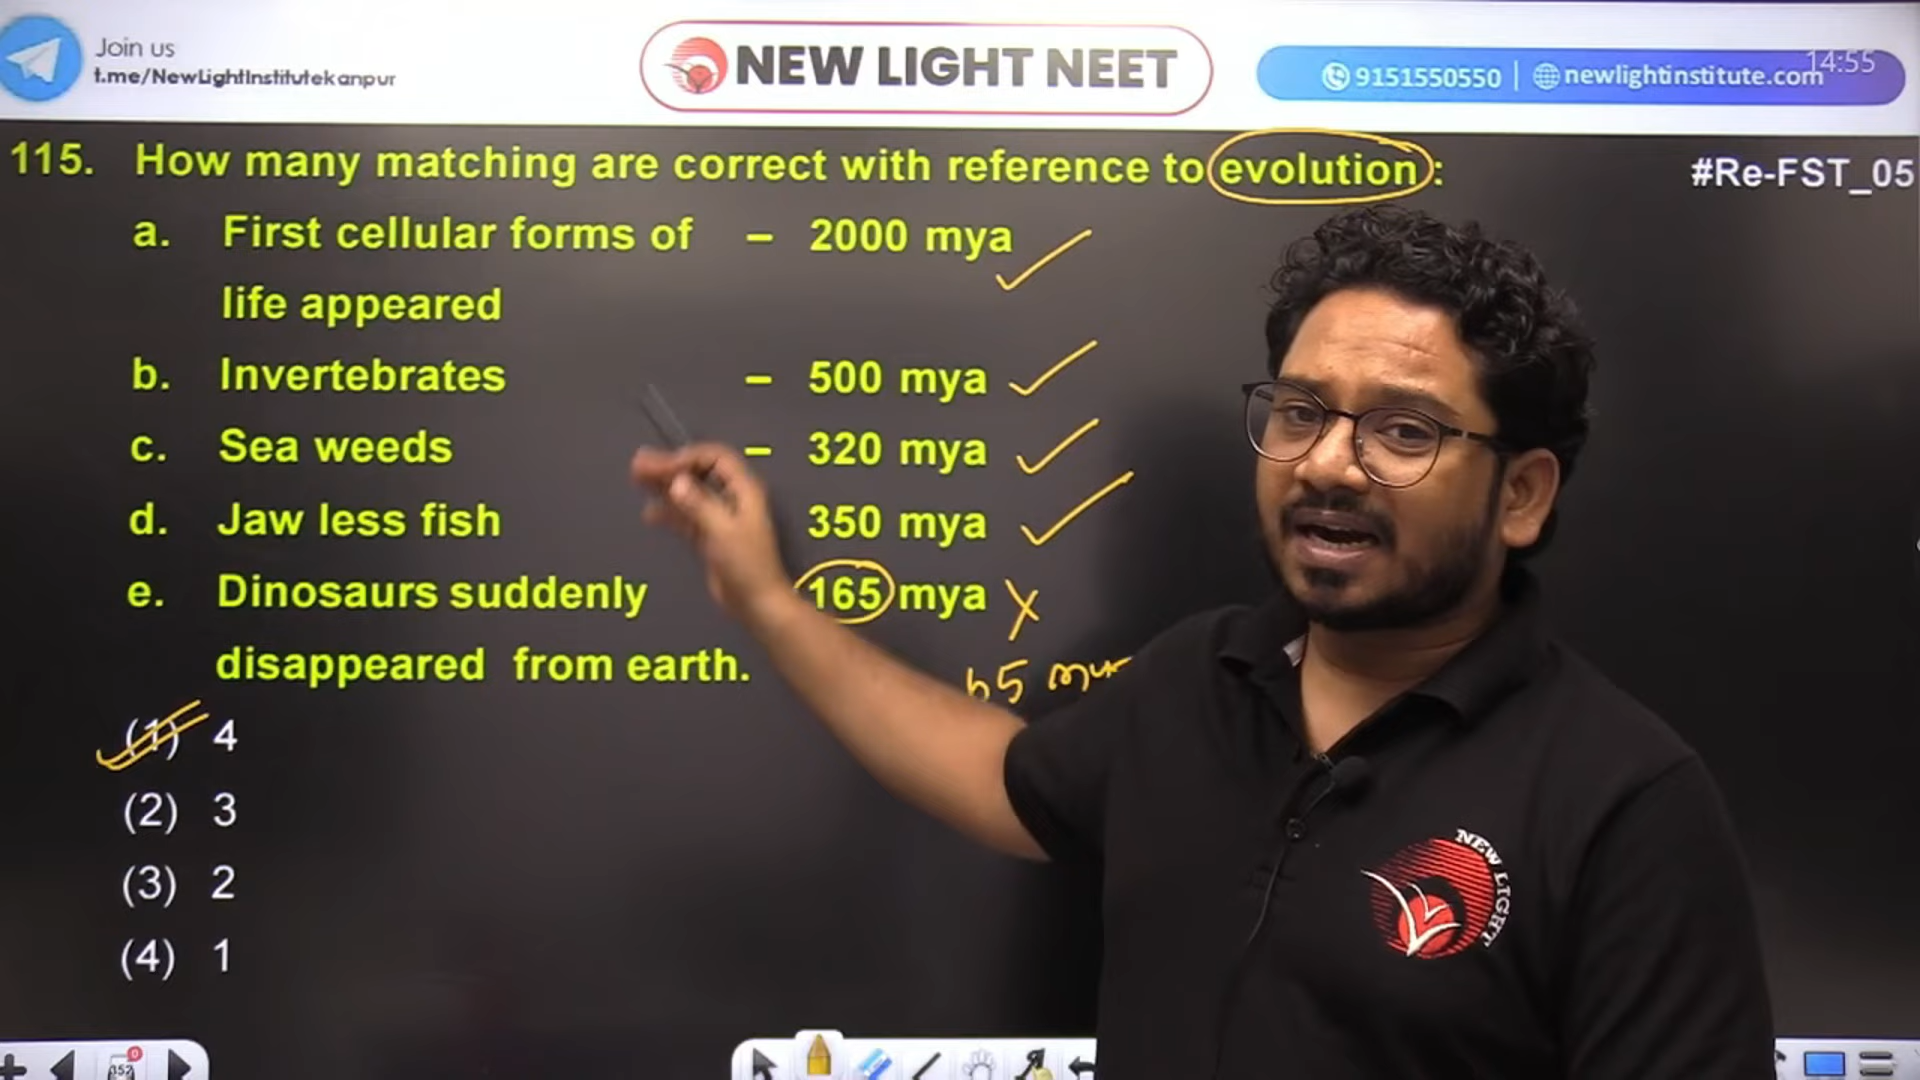 Join us
t.me/NewLightInstitutekanpur
NEW LIGHT NEET
9151550550 | newlightinstitute.com
14:55
115. How many matching are correct with reference to evolution :
#Re-FST_05
a. First cellular forms of – 2000 mya
life appeared
b. Invertebrates – 500 mya
c. Sea weeds – 320 mya
d. Jaw less fish 350 mya
e. Dinosaurs suddenly 165 mya
disappeared from earth.
65 mya
(1) 4
(2) 3
(3) 2
(4) 1
NEW LIGHT
152
0